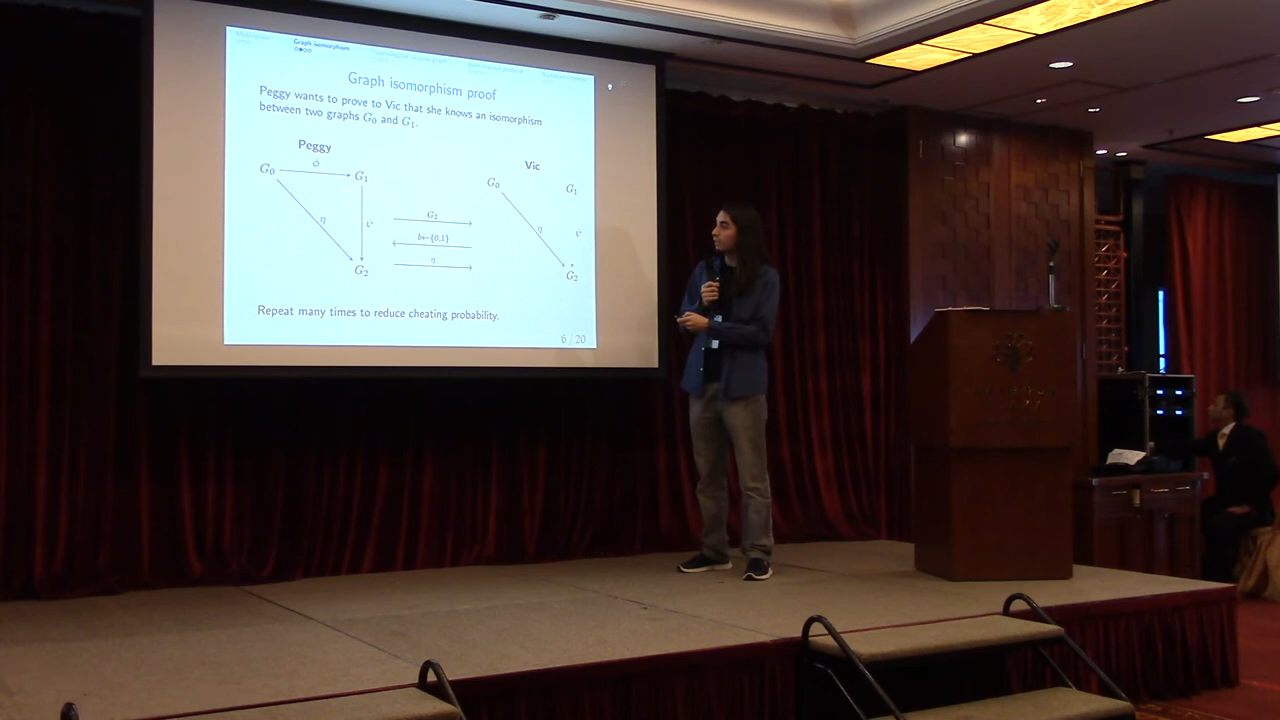 Graph isomorphism
Graph isomorphism proof
Peggy wants to prove to Vic that she knows an isomorphism
between two graphs G₀ and G₁.
Peggy
Vic
G₀
ϕ
G₁
G₀
G₁
η
ψ
G₂
b←{0,1}
η
η
ψ
G₂
G₂
Repeat many times to reduce cheating probability.
6 / 20